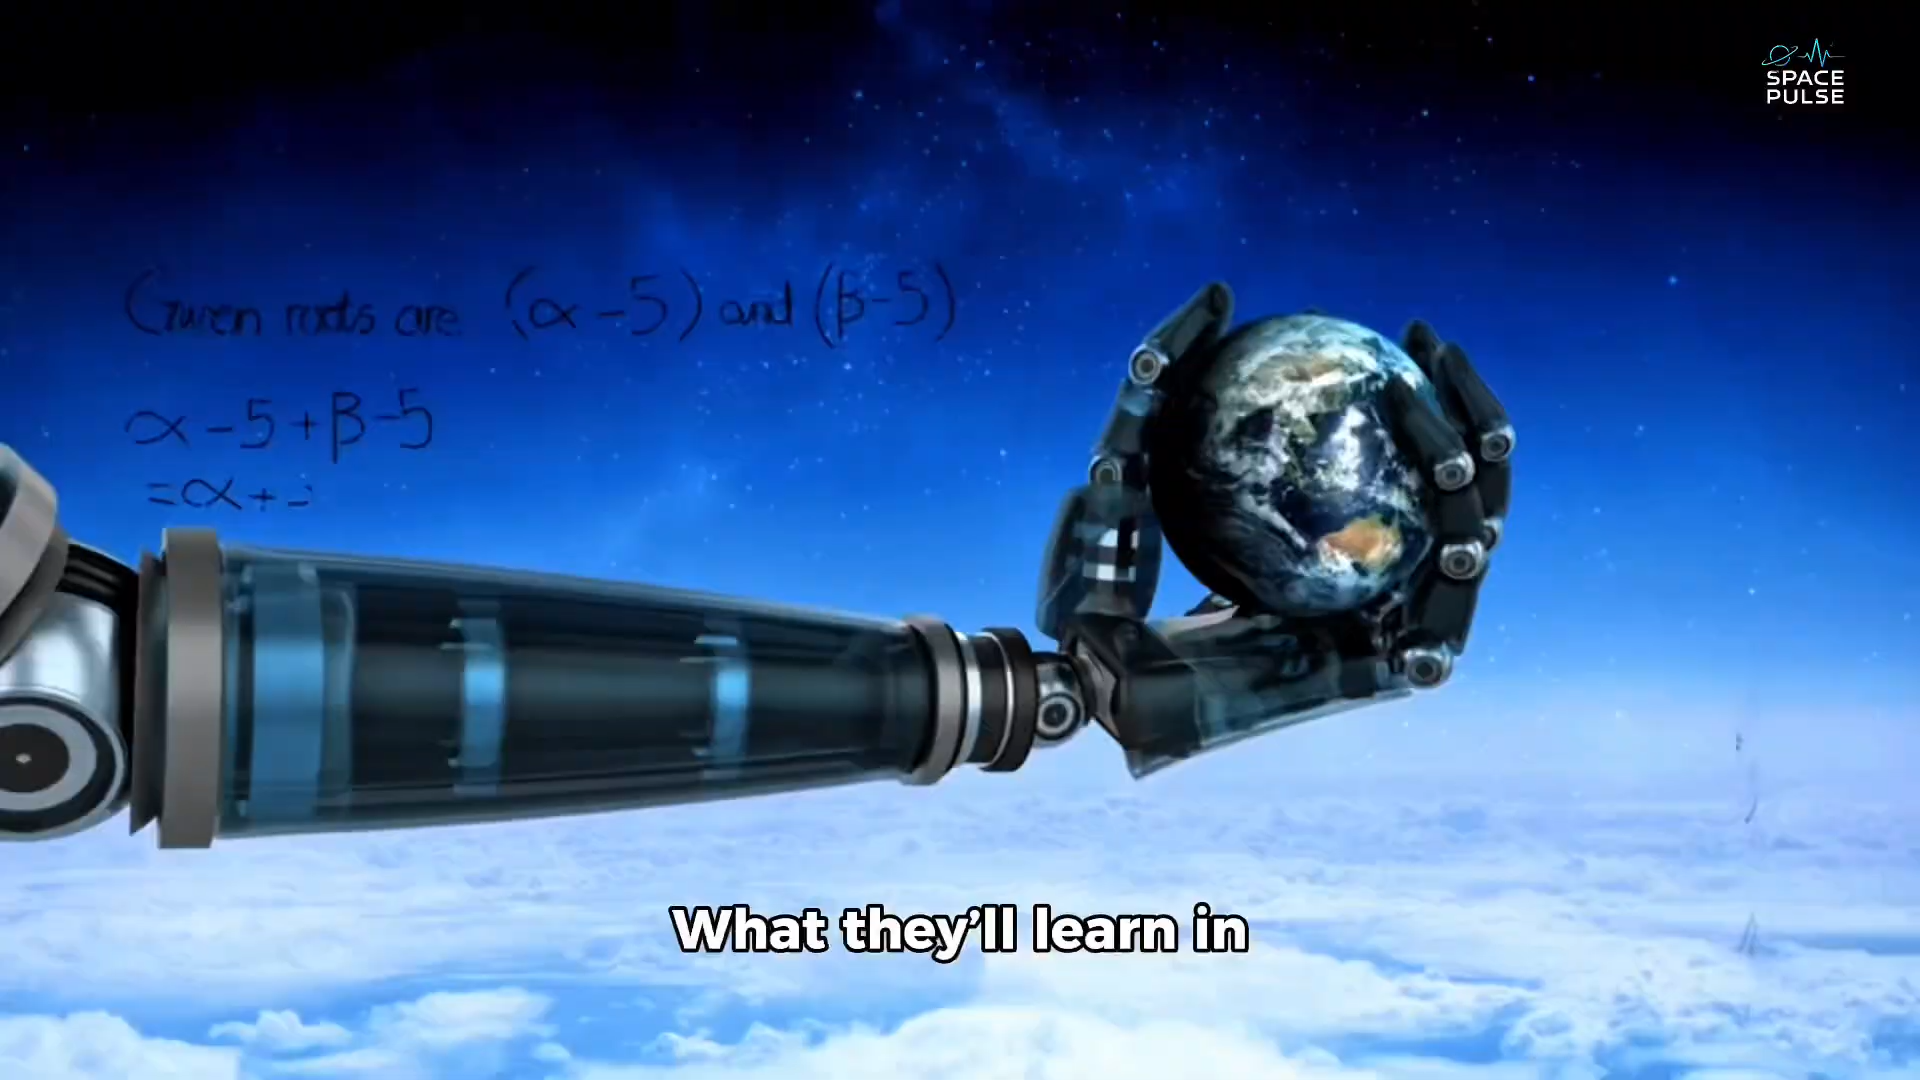 SPACE
PULSE
Given roots are (α-5) and (β-5)
α-5+β-5
=α+
What they'll learn in